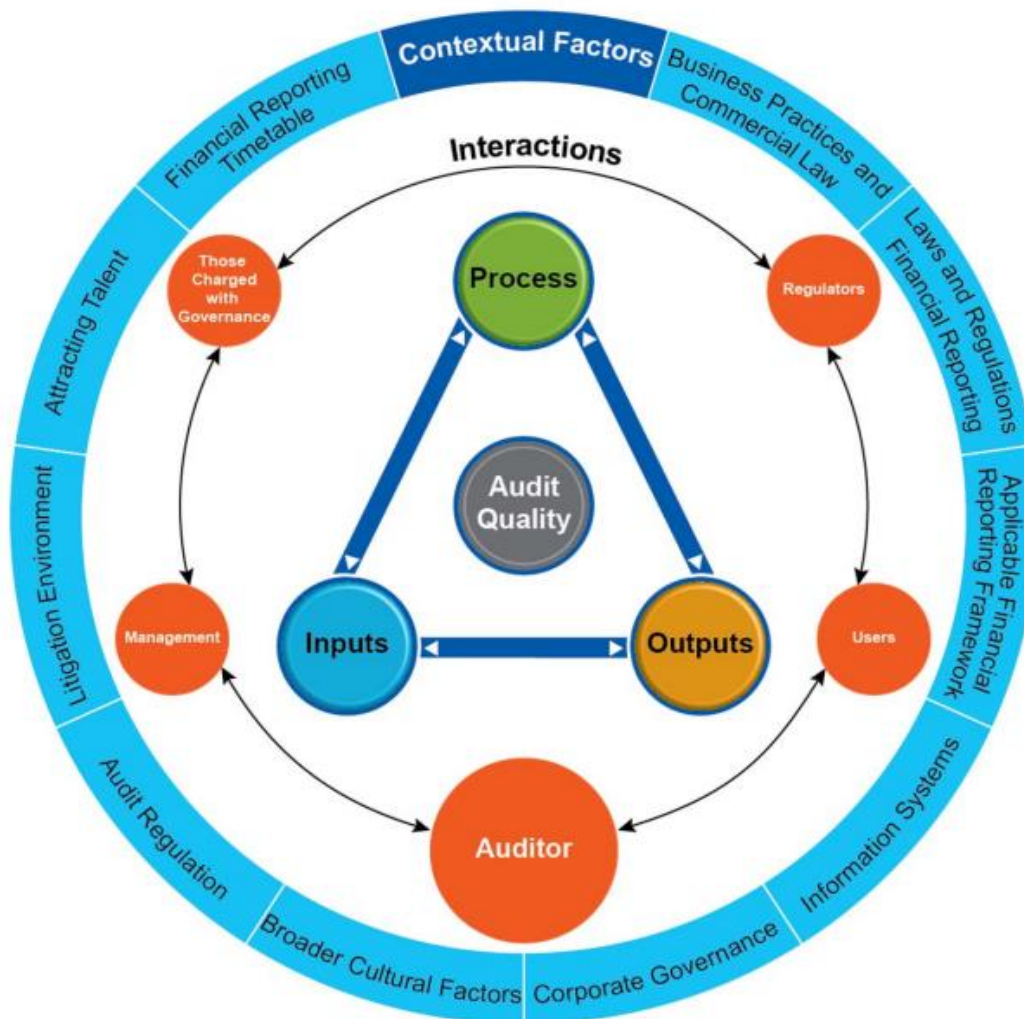 Contextual Factors
Business Practices and
Commercial Law
Laws and Regulations
Financial Reporting
Applicable Financial
Reporting Framework
Information Systems
Corporate Governance
Broader Cultural Factors
Audit Regulation
Litigation Environment
Attracting Talent
Financial Reporting
Timetable
Interactions
Those
Charged
with
Governance
Regulators
Users
Auditor
Management
Process
Audit
Quality
Inputs
Outputs